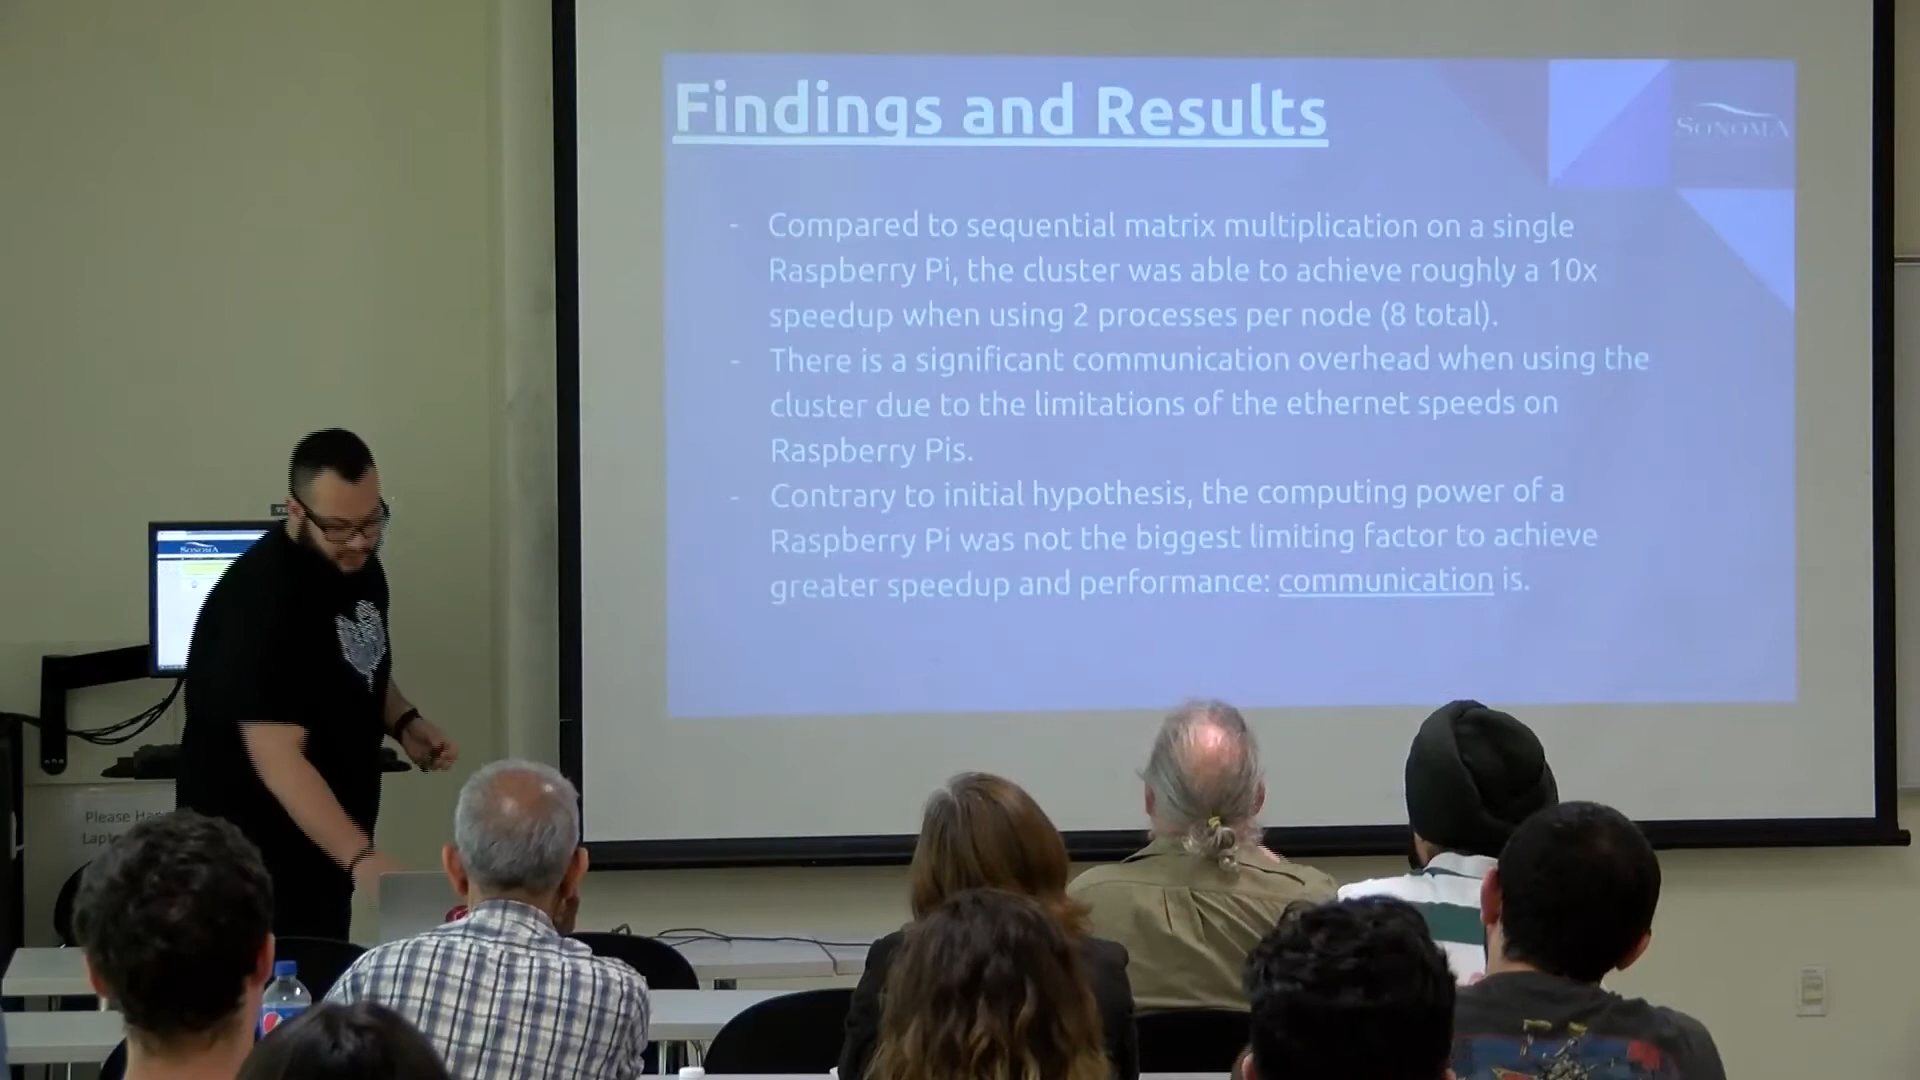 Findings and Results
SONOMA
- Compared to sequential matrix multiplication on a single
Raspberry Pi, the cluster was able to achieve roughly a 10x
speedup when using 2 processes per node (8 total).
- There is a significant communication overhead when using the
cluster due to the limitations of the ethernet speeds on
Raspberry Pis.
- Contrary to initial hypothesis, the computing power of a
Raspberry Pi was not the biggest limiting factor to achieve
greater speedup and performance: communication is.
SONOMA
Please